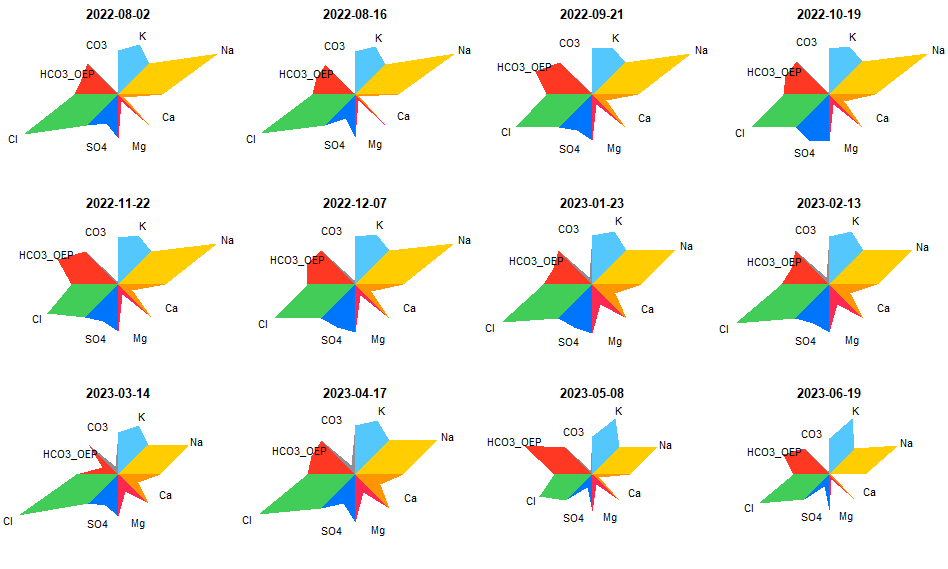 2022-08-02 2022-08-16 2022-09-21 2022-10-19
CO3 K Na HCO3_OEP Ca Cl SO4 Mg
CO3 K Na HCO3_OEP Ca Cl SO4 Mg
CO3 K Na HCO3_OEP Ca Cl SO4 Mg
CO3 K Na HCO3_OEP Ca Cl SO4 Mg
2022-11-22 2022-12-07 2023-01-23 2023-02-13
CO3 K Na HCO3_OEP Ca Cl SO4 Mg
CO3 K Na HCO3_OEP Ca Cl SO4 Mg
CO3 K Na HCO3_OEP Ca Cl SO4 Mg
CO3 K Na HCO3_OEP Ca Cl SO4 Mg
2023-03-14 2023-04-17 2023-05-08 2023-06-19
CO3 K Na HCO3_OEP Ca Cl SO4 Mg
CO3 K Na HCO3_OEP Ca Cl SO4 Mg
CO3 K Na HCO3_OEP Ca Cl SO4 Mg
CO3 K Na HCO3_OEP Ca Cl SO4 Mg